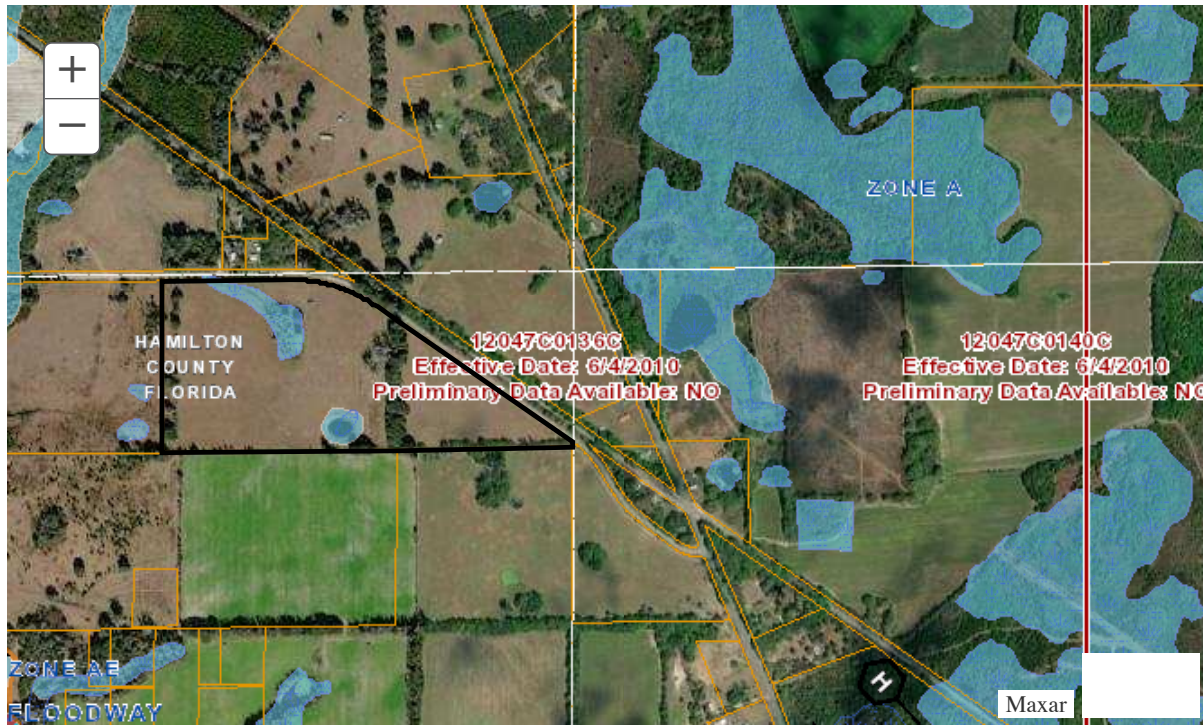 +
−
ZONE A
HAMILTON
COUNTY
FLORIDA
12047C0136C
Effective Date: 6/4/2010
Preliminary Data Available: NO
12047C0140C
Effective Date: 6/4/2010
Preliminary Data Available: NO
ZONE AE
FLOODWAY
H
Maxar